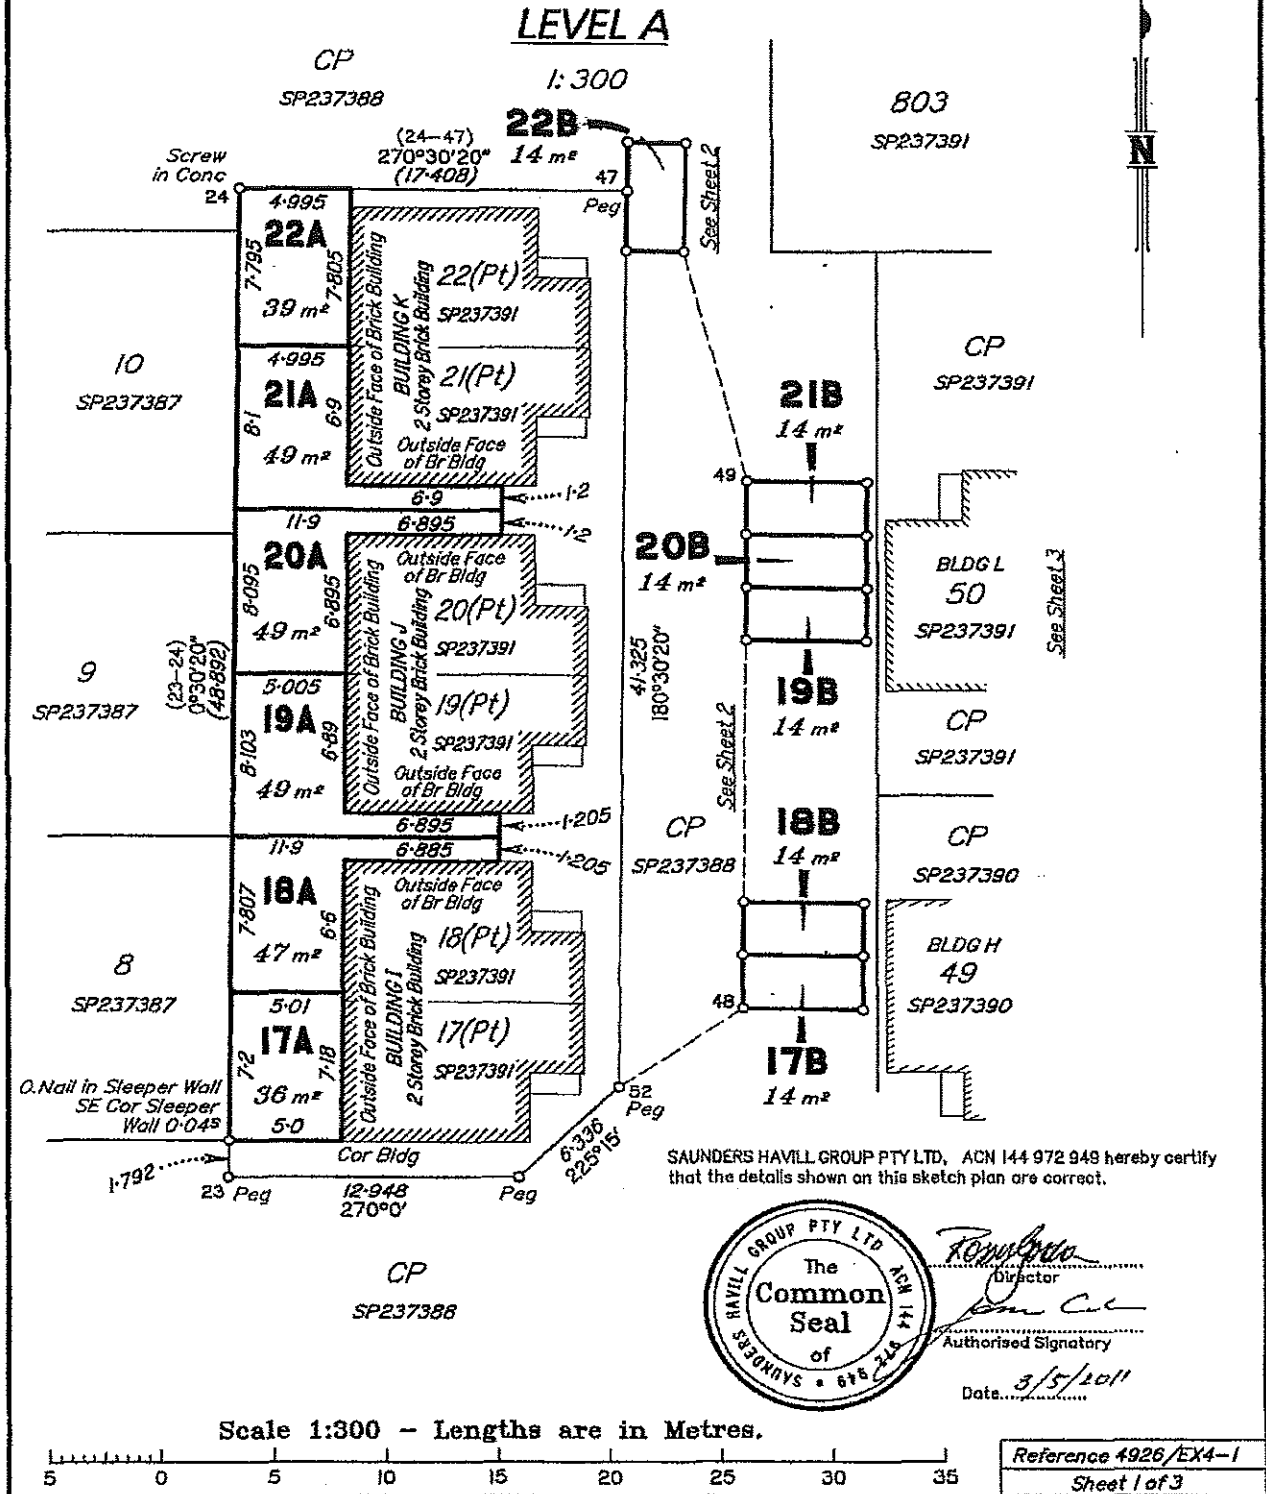 LEVEL A
1:300
CP
SP237388
803
SP237391
N
22B
14 m²
(24-47)
270°30'20"
(17·408)
Screw
in Conc
24
47
Peg
See Sheet 2
4·995
22A
7·795
7·805
39 m²
Outside Face of Brick Building
BUILDING K
2 Storey Brick Building
22(Pt)
SP237391
10
SP237387
4·995
21A
8·1
6·9
49 m²
21(Pt)
SP237391
Outside Face
of Br Bldg
CP
SP237391
21B
14 m²
49
6·9
1·2
11·9
6·895
1·2
20A
8·095
6·895
49 m²
Outside Face
of Br Bldg
Outside Face of Brick Building
BUILDING J
2 Storey Brick Building
20(Pt)
SP237391
20B
14 m²
BLDG L
50
SP237391
See Sheet 3
9
SP237387
(23-24)
0°30'20"
(48·892)
5·005
19A
8·103
6·89
49 m²
19(Pt)
SP237391
Outside Face
of Br Bldg
41·325
180°30'20"
19B
14 m²
See Sheet 2
CP
SP237391
6·895
1·205
11·9
6·885
1·205
CP
SP237388
18B
14 m²
CP
SP237390
18A
7·807
6·6
47 m²
Outside Face
of Br Bldg
Outside Face of Brick Building
BUILDING I
2 Storey Brick Building
18(Pt)
SP237391
8
SP237387
BLDG H
49
SP237390
5·01
17A
7·2
7·18
36 m²
5·0
17(Pt)
SP237391
48
17B
14 m²
O.Nail in Sleeper Wall
SE Cor Sleeper
Wall 0·04S
52
Peg
6·336
225°15'
Cor Bldg
1·792
23 Peg
12·948
270°0'
Peg
CP
SP237388
SAUNDERS HAVILL GROUP PTY LTD, ACN 144 972 949 hereby certify
that the details shown on this sketch plan are correct.
SAUNDERS HAVILL GROUP PTY LTD ACN 144 972 949
The
Common
Seal
of
Director
Authorised Signatory
Date 3/5/2011
Scale 1:300 - Lengths are in Metres.
5 0 5 10 15 20 25 30 35
Reference 4926/EX4-1
Sheet 1 of 3